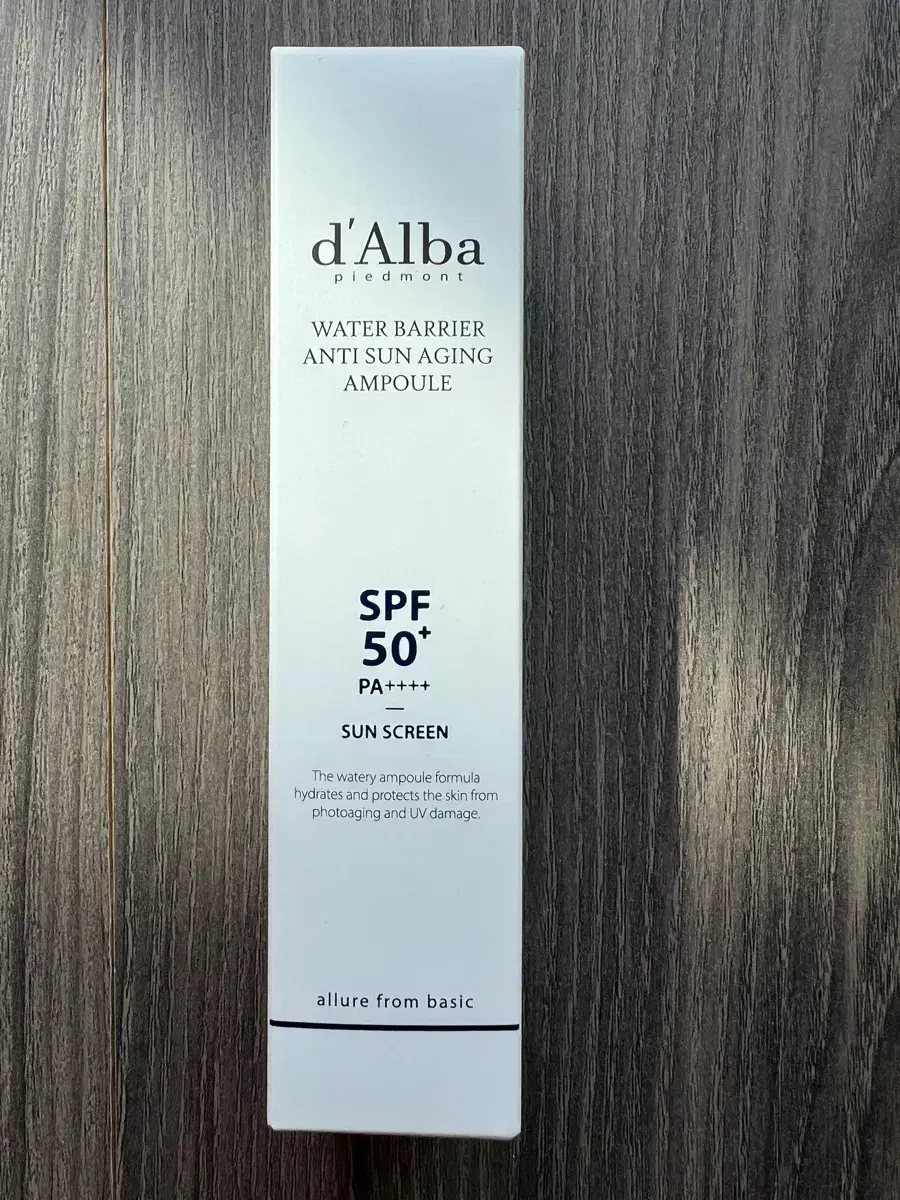 d'Alba
piedmont
WATER BARRIER
ANTI SUN AGING
AMPOULE
SPF
50+
PA++++
SUN SCREEN
The watery ampoule formula
hydrates and protects the skin from
photoaging and UV damage.
allure from basic